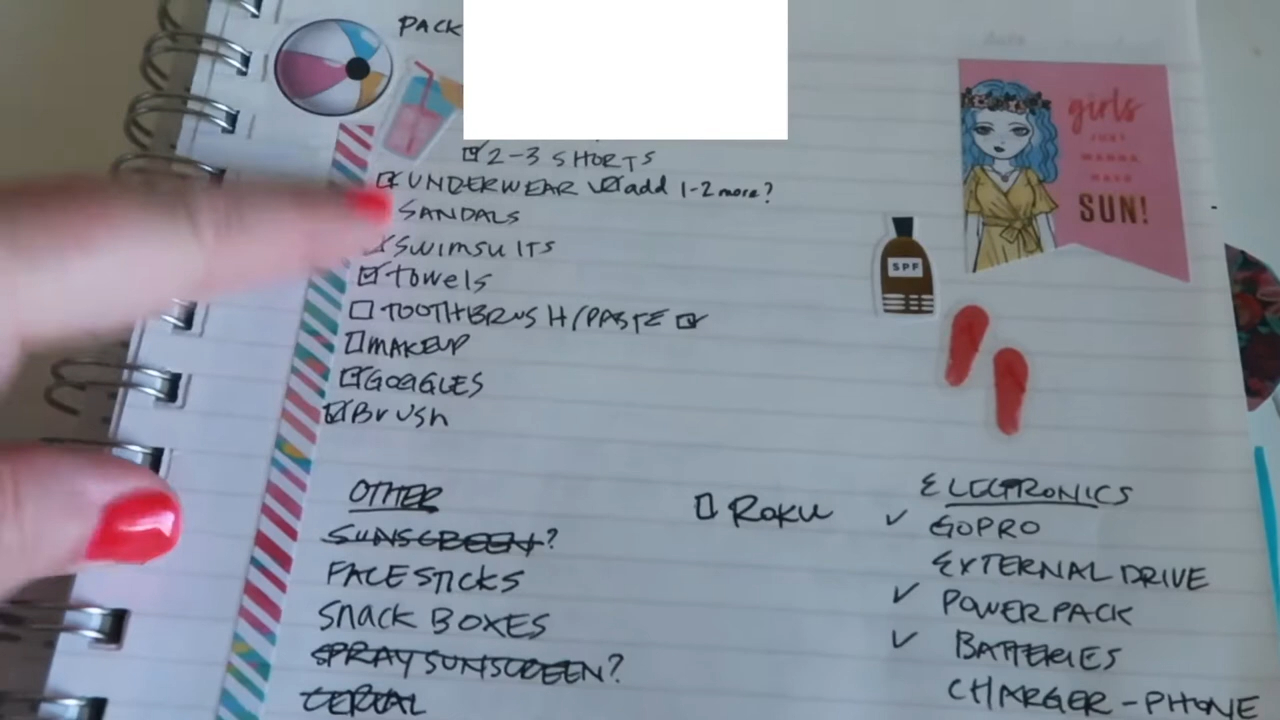 PACK
2-3 SHORTS
UNDERWEAR add 1-2 more?
SANDALS
SWIMSUITS
TOWELS
TOOTHBRUSH/PASTE
MAKEUP
GOGGLES
Brush
girls
JUST
WANNA
HAVE
SUN!
SPF
OTHER
SUNSCREEN?
FACE STICKS
SNACK BOXES
SPRAY SUNSCREEN?
CEREAL
ROKU
ELECTRONICS
GOPRO
EXTERNAL DRIVE
POWER PACK
BATTERIES
CHARGER-PHONE